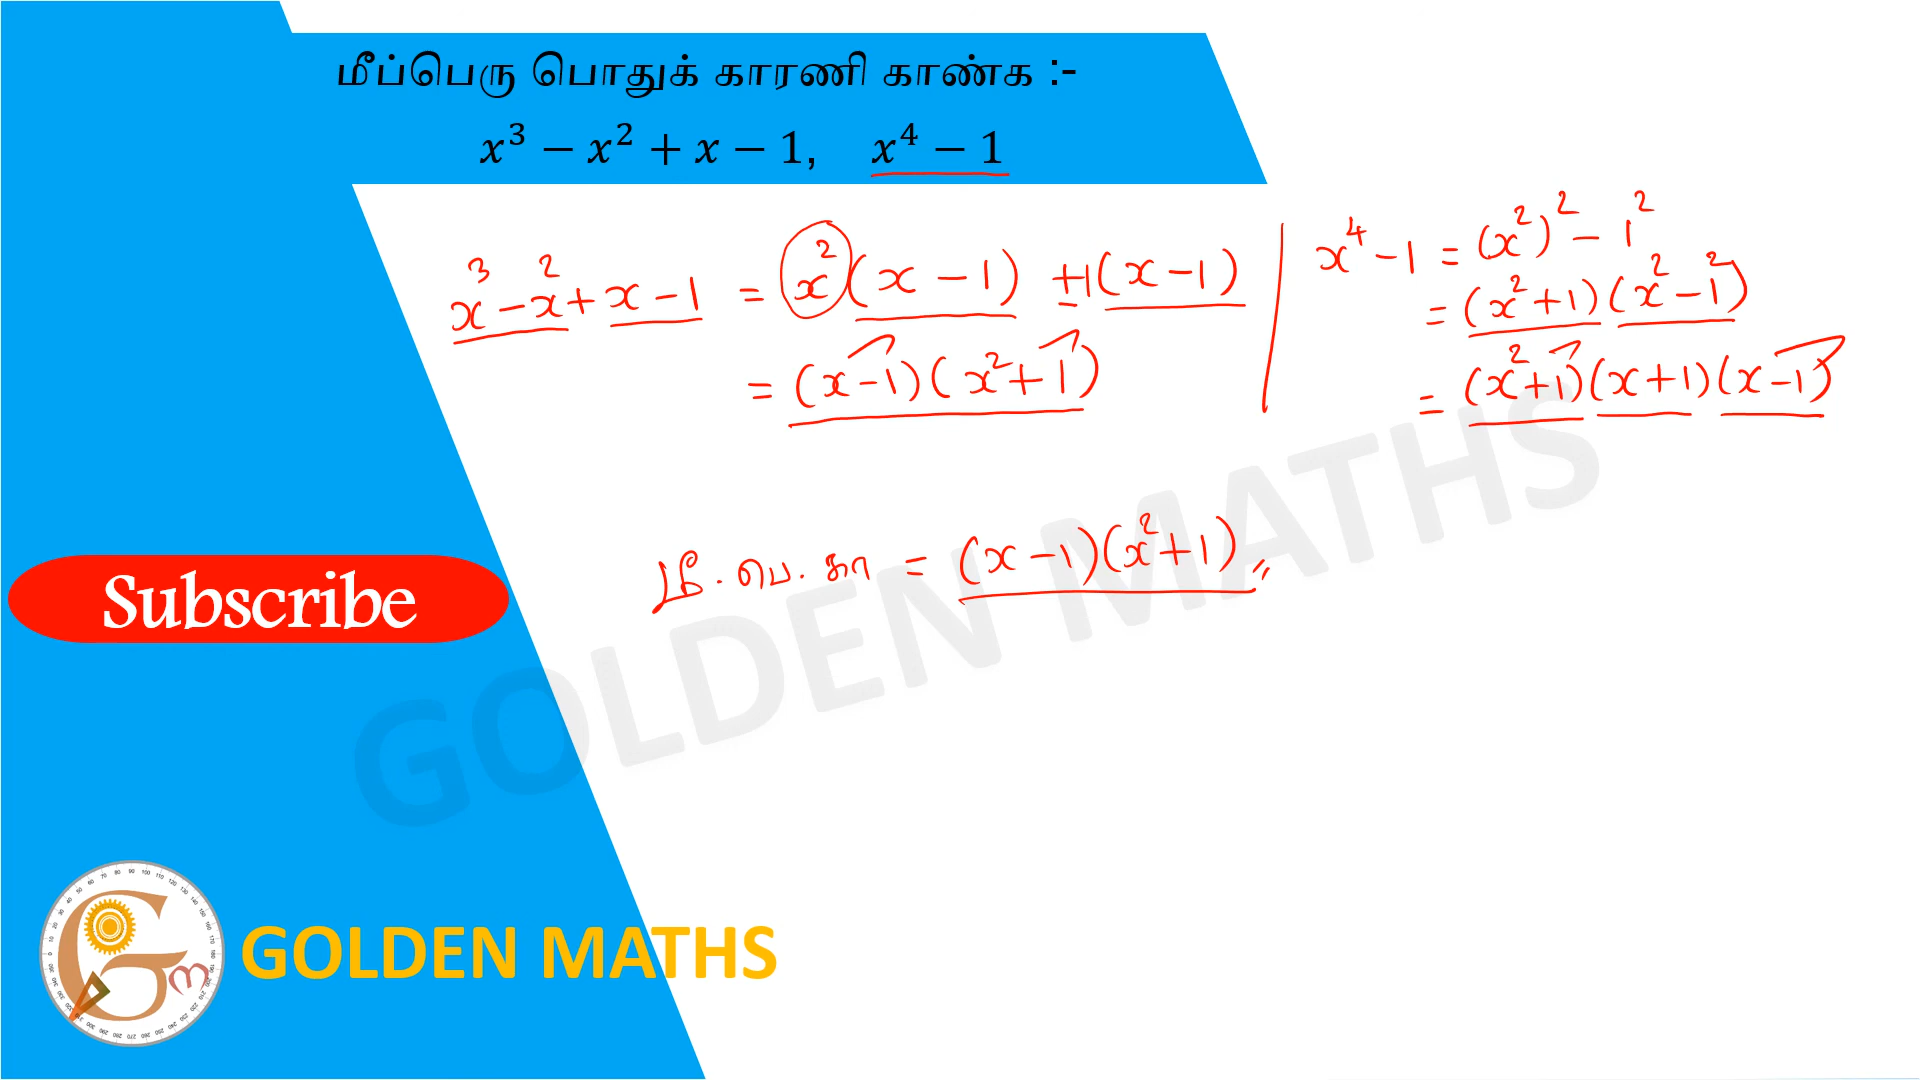 மீப்பெரு பொதுக் காரணி காண்க :-
x³ − x² + x − 1, x⁴ − 1
x³ − x² + x − 1 = x²(x − 1) + 1(x − 1)
= (x − 1)(x² + 1)
x⁴ − 1 = (x²)² − 1²
= (x² + 1)(x² − 1²)
= (x² + 1)(x + 1)(x − 1)
மீ.பெ.கா = (x − 1)(x² + 1)
Subscribe
GOLDEN MATHS
GOLDEN MATHS